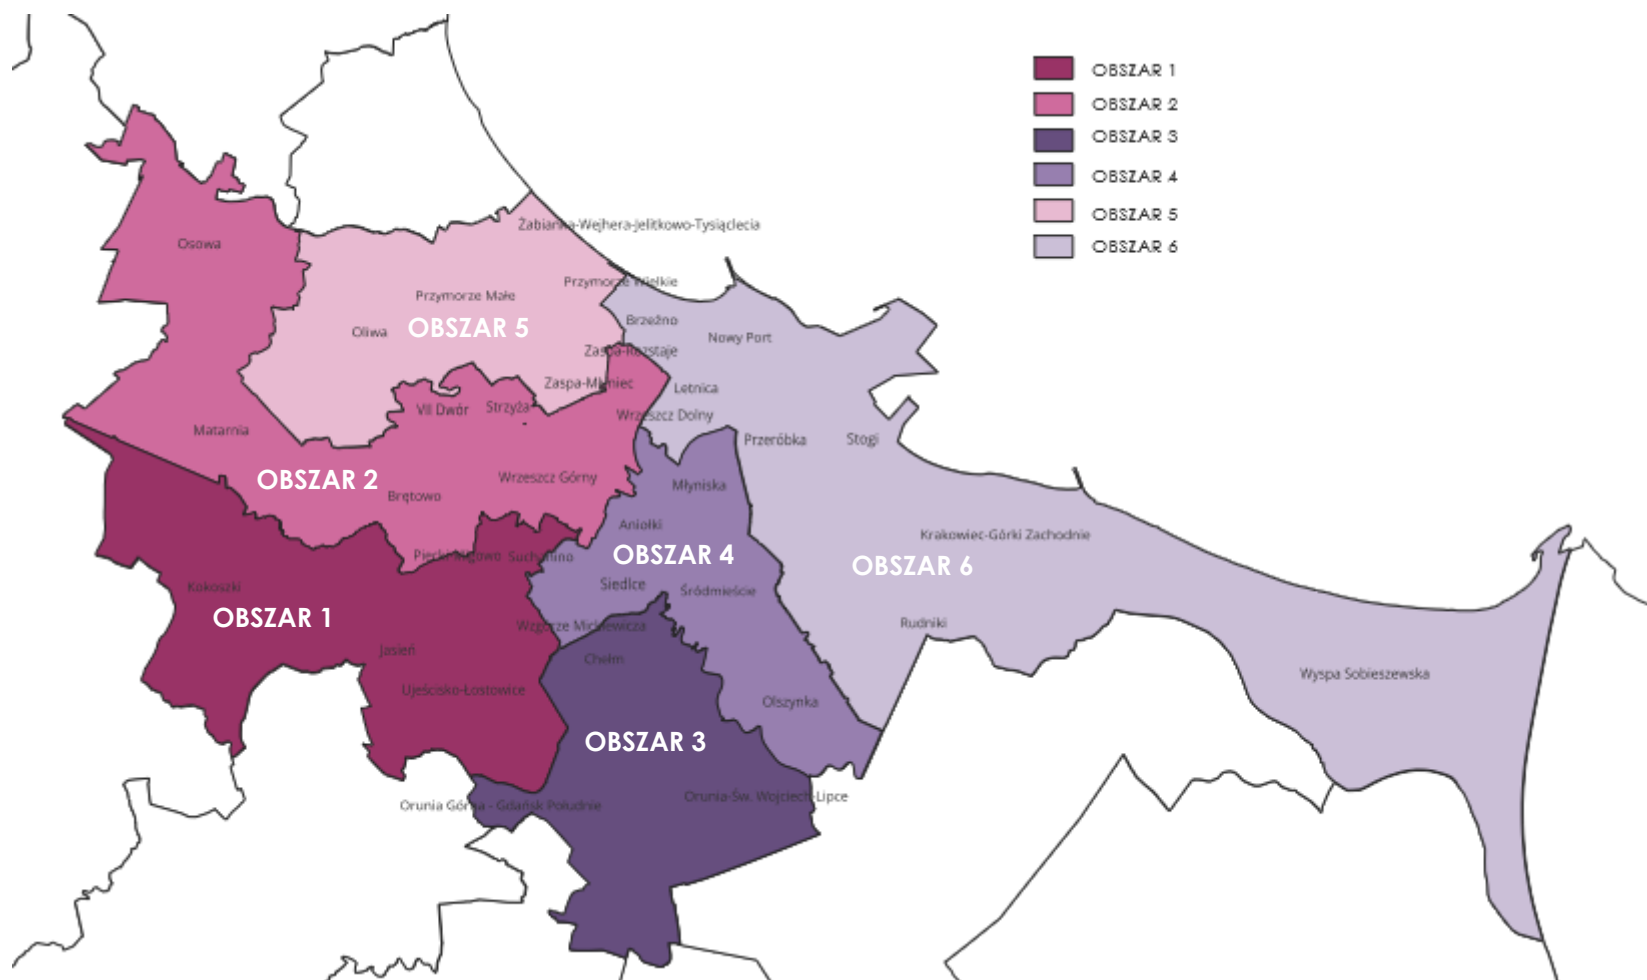 OBSZAR 1
OBSZAR 2
OBSZAR 3
OBSZAR 4
OBSZAR 5
OBSZAR 6
Żabianka-Wejhera-Jelitkowo-Tysiąclecia
Osowa
Przymorze Wielkie
Przymorze Małe
Brzeźno
OBSZAR 5
Oliwa
Nowy Port
Zaspa-Rozstaje
Zaspa-Młyniec
Letnica
VII Dwór
Strzyża
Wrzeszcz Dolny
Matarnia
Przeróbka
Stogi
OBSZAR 2
Wrzeszcz Górny
Młyniska
Brętowo
Aniołki
Krakowiec-Górki Zachodnie
Piecki-Migowo
Suchanino
OBSZAR 4
OBSZAR 6
Kokoszki
Siedlce
Śródmieście
OBSZAR 1
Wzgórze Mickiewicza
Rudniki
Jasień
Chełm
Wyspa Sobieszewska
Ujeścisko-Łostowice
Olszynka
OBSZAR 3
Orunia-Św. Wojciech-Lipce
Orunia Górna - Gdańsk Południe